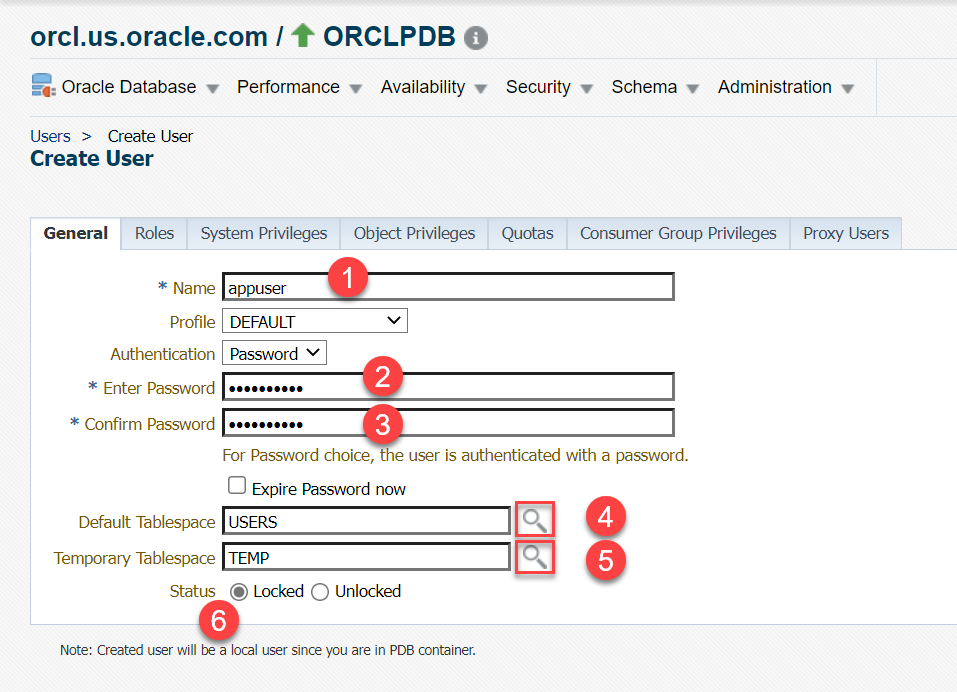 orcl.us.oracle.com / ORCLPDB i
Oracle Database Performance Availability Security Schema Administration
Users > Create User
Create User
General Roles System Privileges Object Privileges Quotas Consumer Group Privileges Proxy Users
* Name appuser 1
Profile DEFAULT
Authentication Password
* Enter Password •••••••••• 2
* Confirm Password •••••••••• 3
For Password choice, the user is authenticated with a password.
Expire Password now
Default Tablespace USERS 4
Temporary Tablespace TEMP 5
Status Locked Unlocked
6
Note: Created user will be a local user since you are in PDB container.